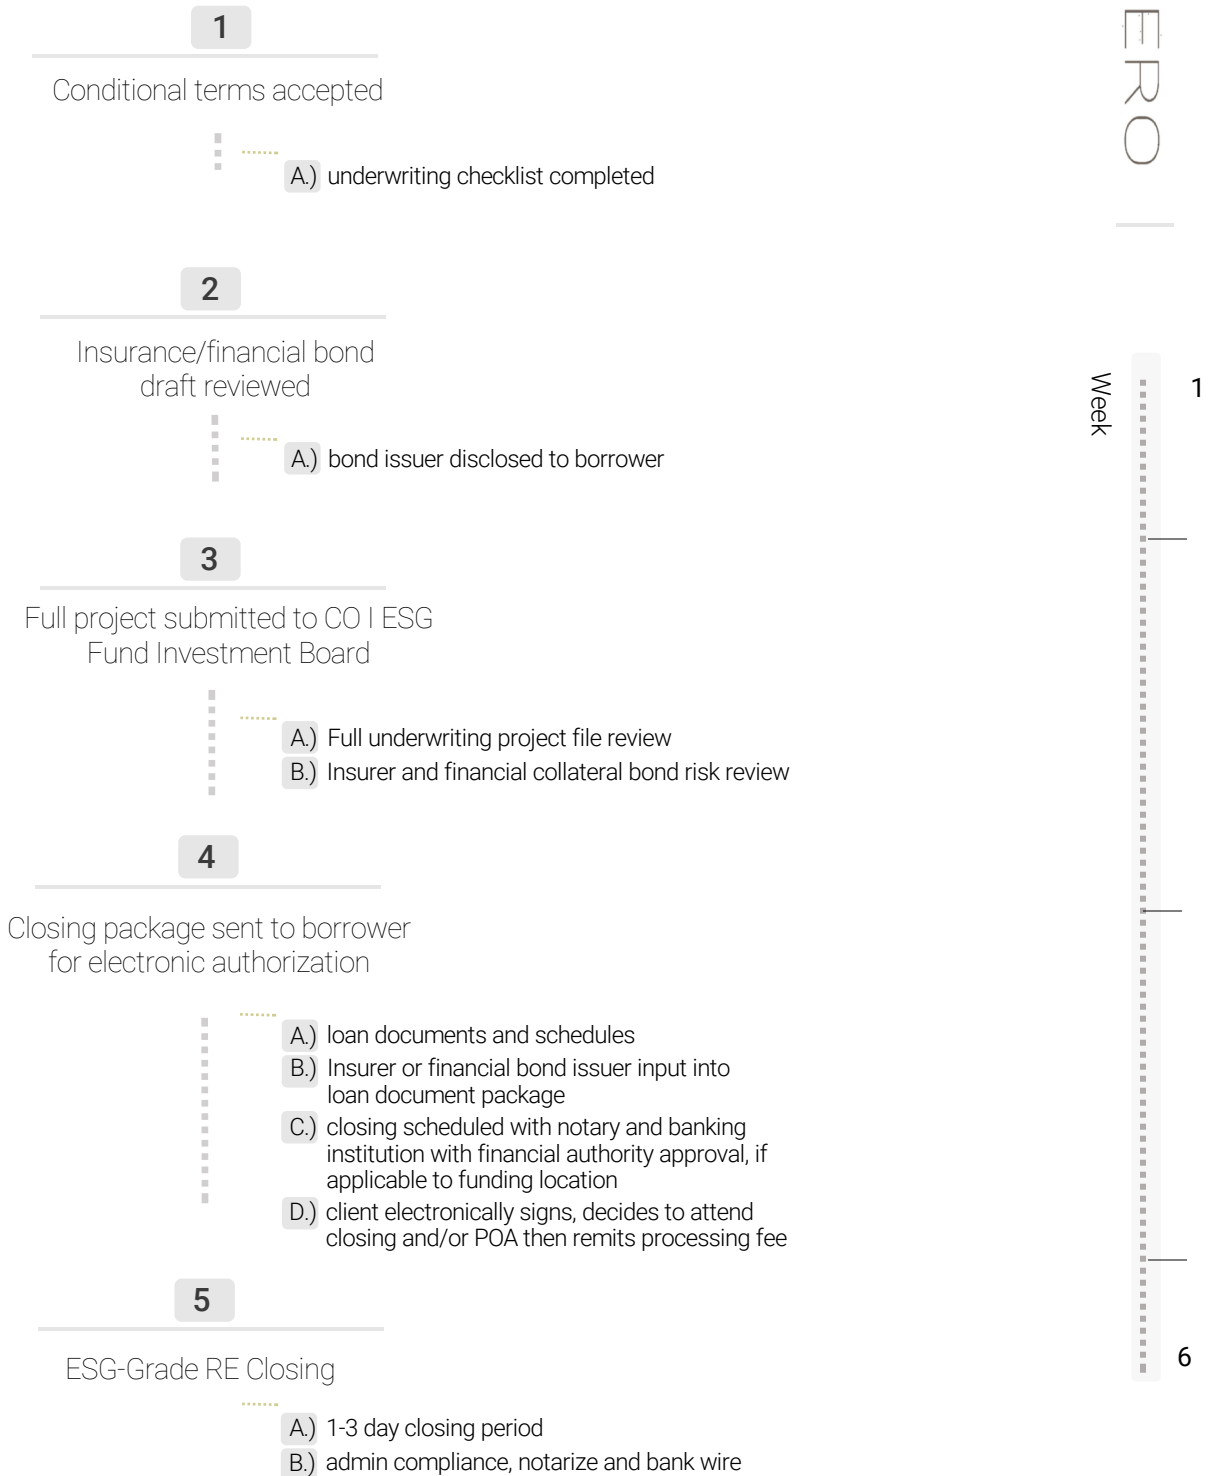 1
Conditional terms accepted
A.) underwriting checklist completed
2
Insurance/financial bond
draft reviewed
A.) bond issuer disclosed to borrower
3
Full project submitted to CO I ESG
Fund Investment Board
A.) Full underwriting project file review
B.) Insurer and financial collateral bond risk review
4
Closing package sent to borrower
for electronic authorization
A.) loan documents and schedules
B.) Insurer or financial bond issuer input into
loan document package
C.) closing scheduled with notary and banking
institution with financial authority approval, if
applicable to funding location
D.) client electronically signs, decides to attend
closing and/or POA then remits processing fee
5
ESG-Grade RE Closing
A.) 1-3 day closing period
B.) admin compliance, notarize and bank wire
ERO
Week
1
6